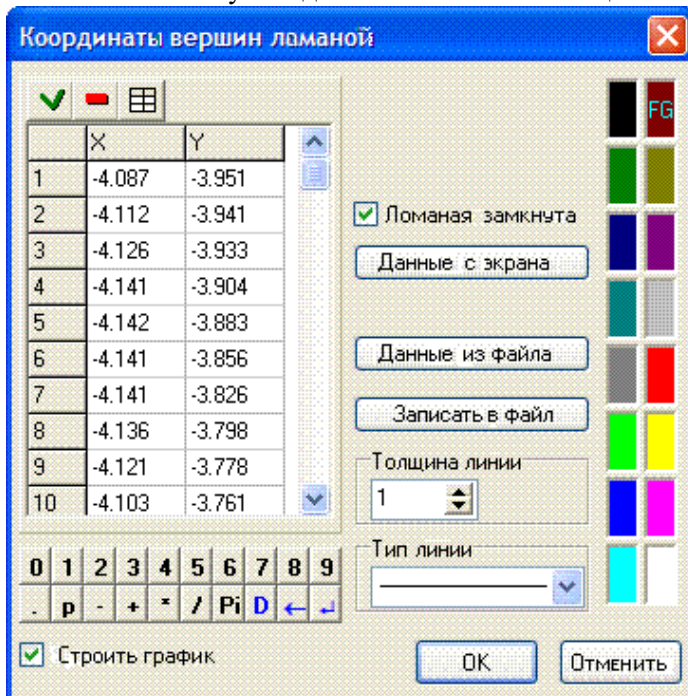 Координаты вершин ломаной
FG
X Y
1 -4.087 -3.951
2 -4.112 -3.941
3 -4.126 -3.933
4 -4.141 -3.904
5 -4.142 -3.883
6 -4.141 -3.856
7 -4.141 -3.826
8 -4.136 -3.798
9 -4.121 -3.778
10 -4.103 -3.761
Ломаная замкнута
Данные с экрана
Данные из файла
Записать в файл
Толщина линии
1
Тип линии
0 1 2 3 4 5 6 7 8 9
. p - + * / Pi D ← ↵
Строить график
OK
Отменить